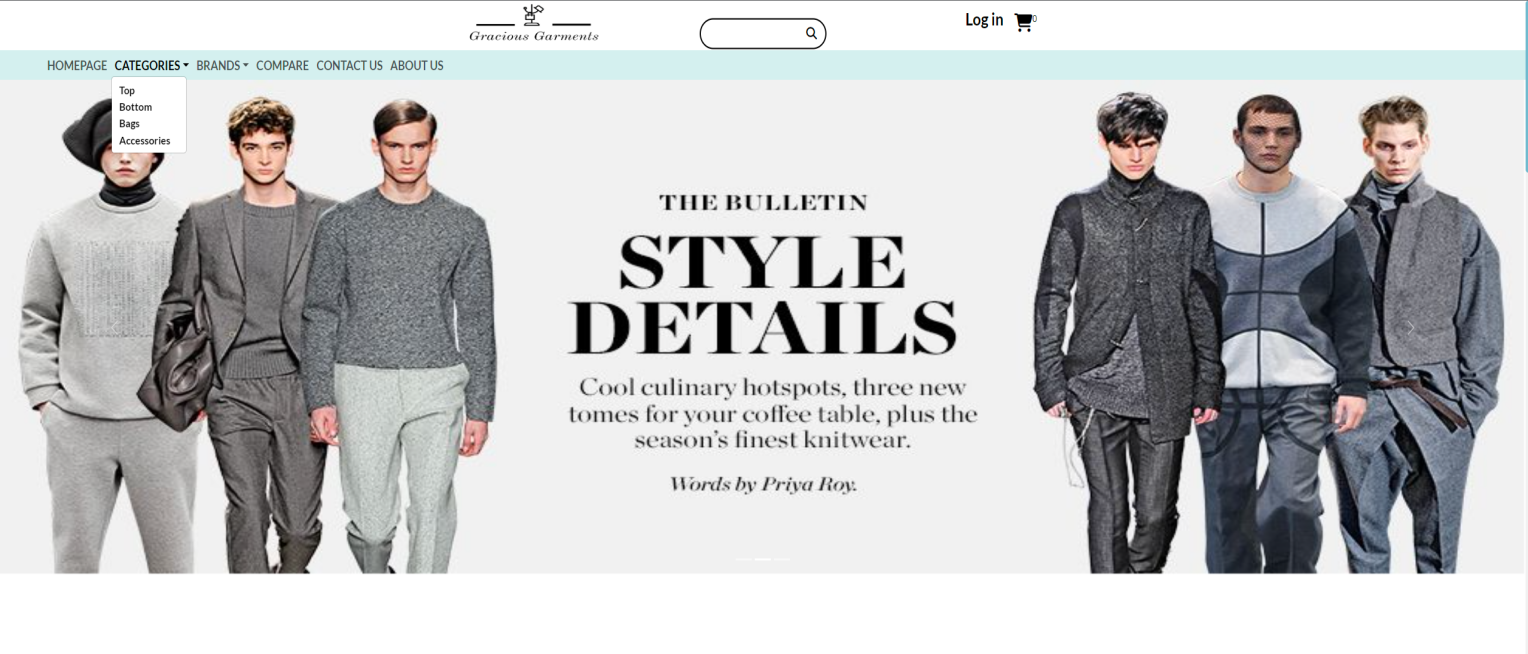 Gracious Garments
Log in 0
HOMEPAGE CATEGORIES BRANDS COMPARE CONTACT US ABOUT US
Top
Bottom
Bags
Accessories
THE BULLETIN
STYLE
DETAILS
Cool culinary hotspots, three new
tomes for your coffee table, plus the
season's finest knitwear.
Words by Priya Roy.